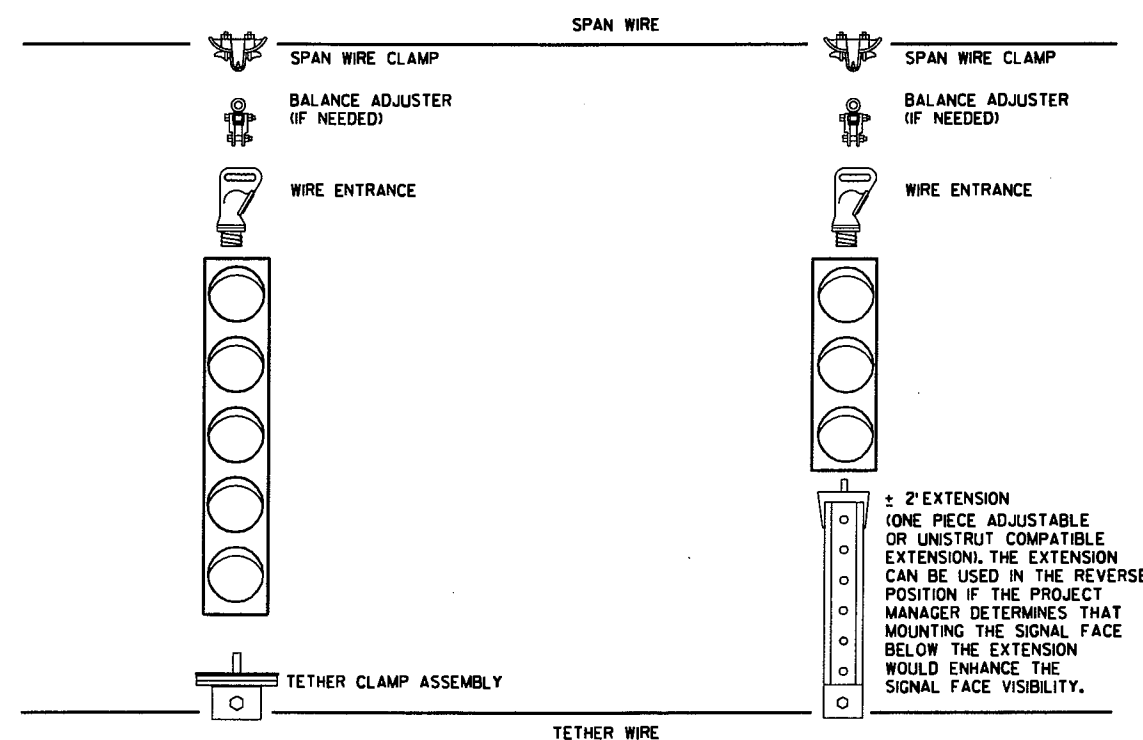 SPAN WIRE
SPAN WIRE CLAMP
BALANCE ADJUSTER
(IF NEEDED)
WIRE ENTRANCE
TETHER CLAMP ASSEMBLY
SPAN WIRE CLAMP
BALANCE ADJUSTER
(IF NEEDED)
WIRE ENTRANCE
± 2' EXTENSION
(ONE PIECE ADJUSTABLE
OR UNISTRUT COMPATIBLE
EXTENSION). THE EXTENSION
CAN BE USED IN THE REVERSE
POSITION IF THE PROJECT
MANAGER DETERMINES THAT
MOUNTING THE SIGNAL FACE
BELOW THE EXTENSION
WOULD ENHANCE THE
SIGNAL FACE VISIBILITY.
TETHER WIRE